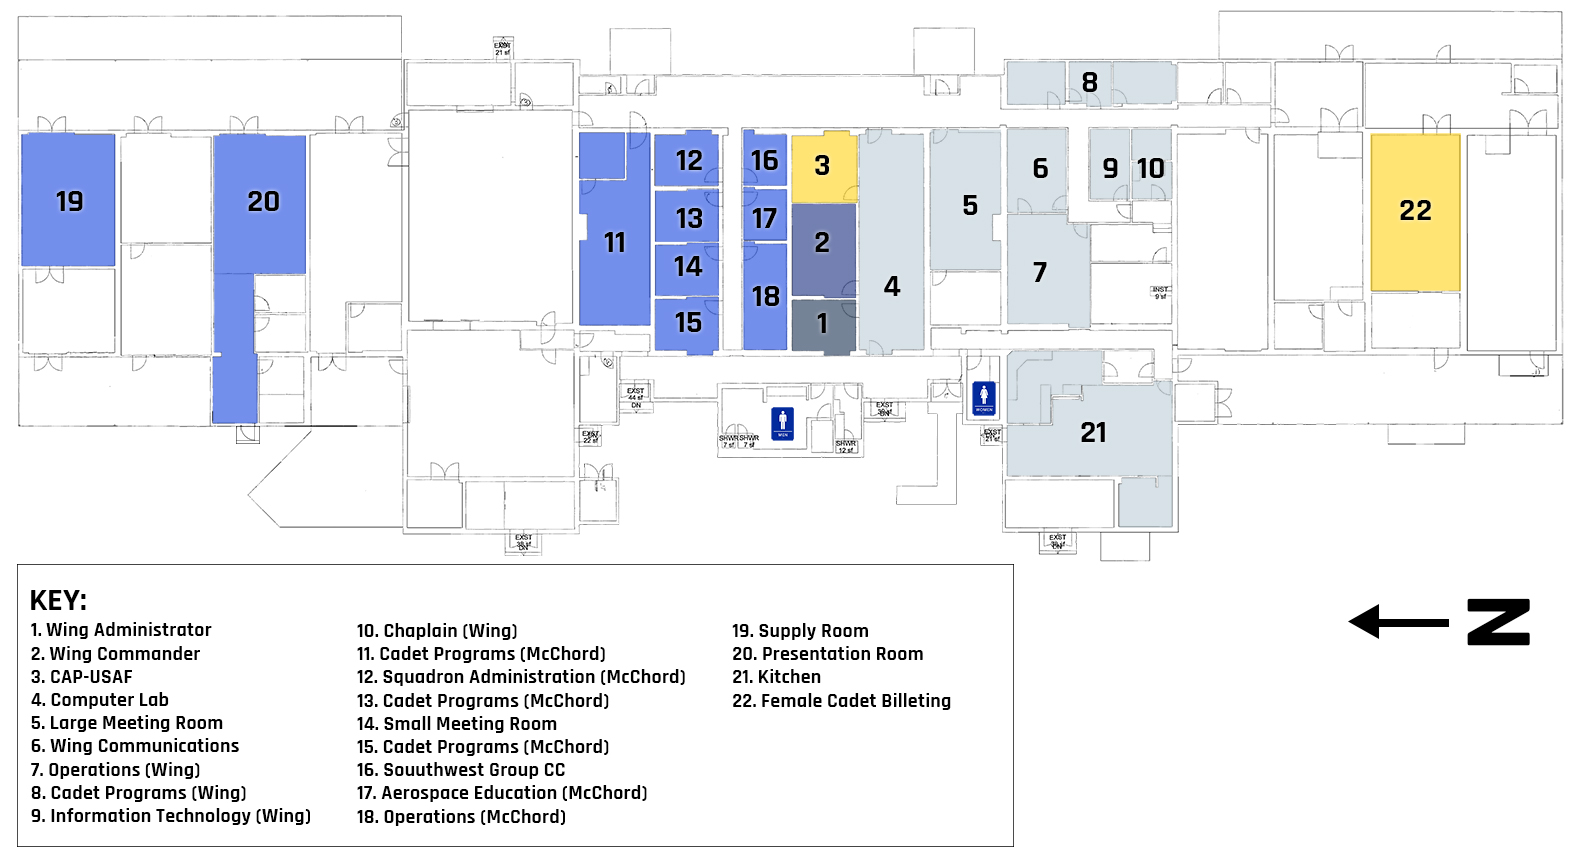 EXST
21 sf
8
19
20
12
16
3
6
9
10
5
22
13
17
11
2
7
14
4
18
INST
9 sf
15
1
EXST
44 sf
DN
EXST
DN
WOMEN
MEN
EXST
22 sf
SHWR
7 sf
SHWR
7 sf
SHWR
12 sf
EXST
21 sf
21
EXST
38 sf
DN
EXST
38 sf
DN
KEY:
1. Wing Administrator
2. Wing Commander
3. CAP-USAF
4. Computer Lab
5. Large Meeting Room
6. Wing Communications
7. Operations (Wing)
8. Cadet Programs (Wing)
9. Information Technology (Wing)
10. Chaplain (Wing)
11. Cadet Programs (McChord)
12. Squadron Administration (McChord)
13. Cadet Programs (McChord)
14. Small Meeting Room
15. Cadet Programs (McChord)
16. Souuthwest Group CC
17. Aerospace Education (McChord)
18. Operations (McChord)
19. Supply Room
20. Presentation Room
21. Kitchen
22. Female Cadet Billeting
N